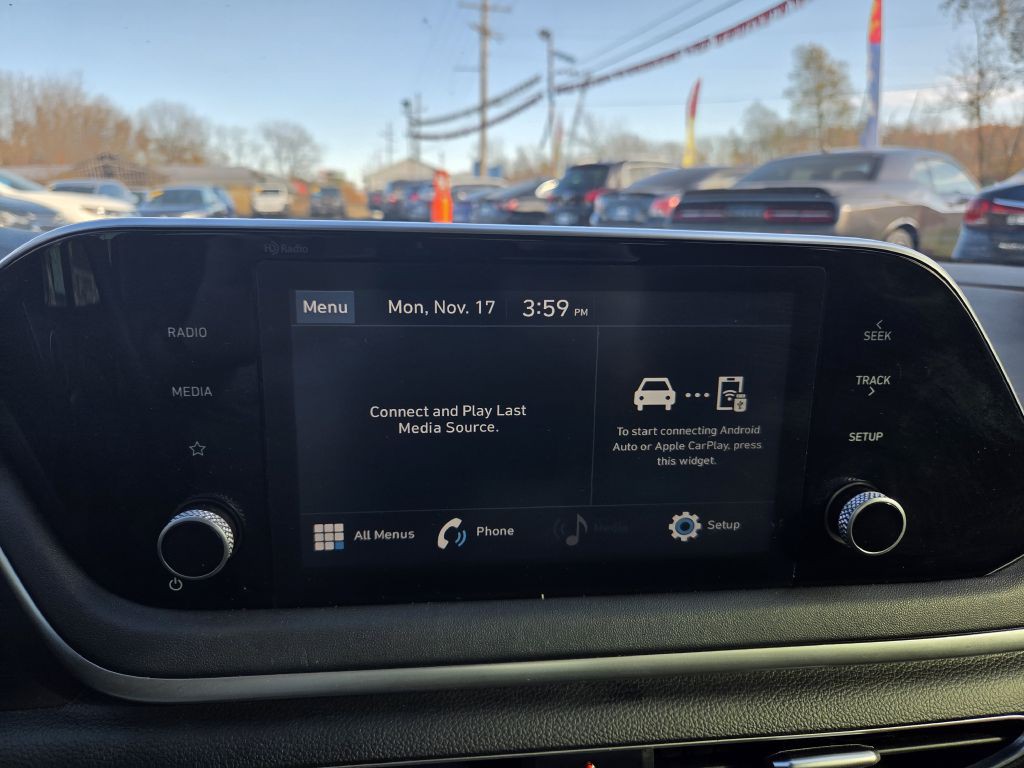 HD Radio
Menu Mon, Nov. 17 3:59 PM
RADIO
MEDIA
SEEK
TRACK
SETUP
Connect and Play Last
Media Source.
To start connecting Android
Auto or Apple CarPlay, press
this widget.
All Menus Phone Media Setup